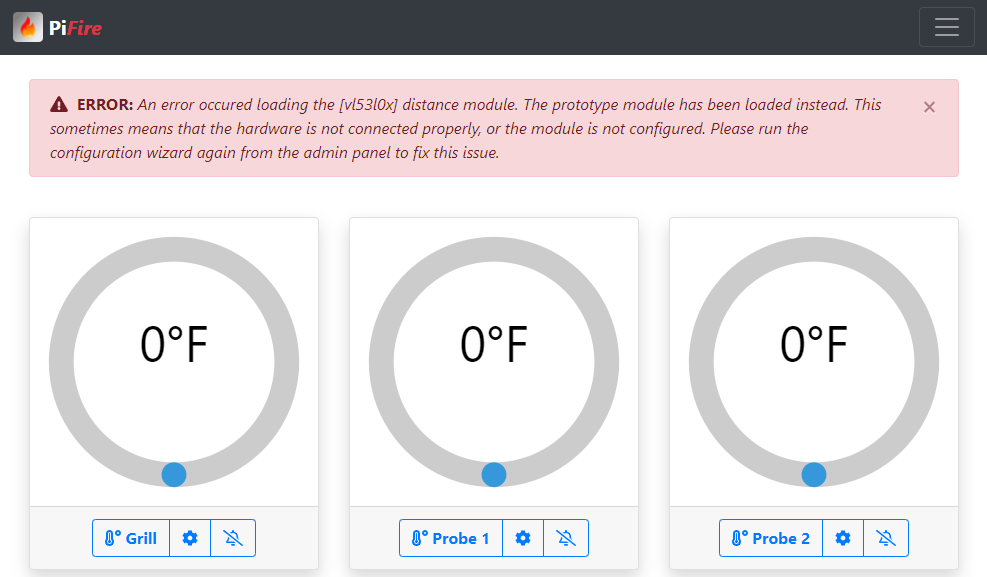 PiFire
ERROR: An error occured loading the [vl53l0x] distance module. The prototype module has been loaded instead. This
sometimes means that the hardware is not connected properly, or the module is not configured. Please run the
configuration wizard again from the admin panel to fix this issue.
×
0°F 0°F 0°F
Grill Probe 1 Probe 2